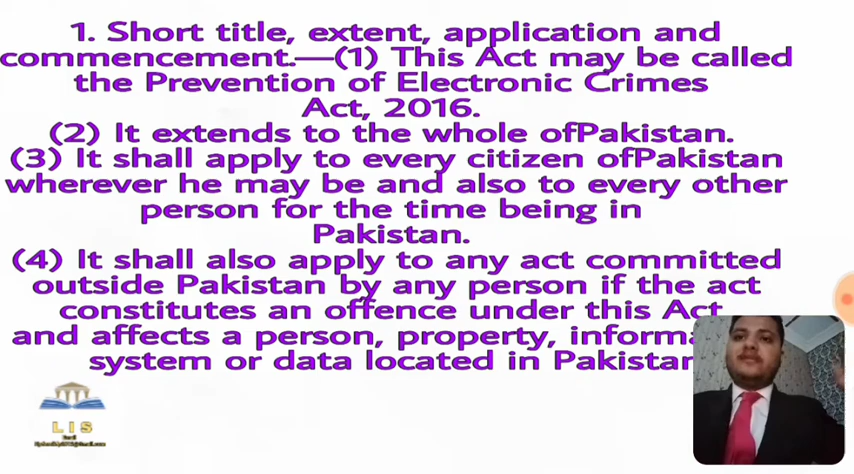 1. Short title, extent, application and
commencement.—(1) This Act may be called
the Prevention of Electronic Crimes
Act, 2016.
(2) It extends to the whole ofPakistan.
(3) It shall apply to every citizen ofPakistan
wherever he may be and also to every other
person for the time being in
Pakistan.
(4) It shall also apply to any act committed
outside Pakistan by any person if the act
constitutes an offence under this Act
and affects a person, property, informa
system or data located in Pakistan
L I S